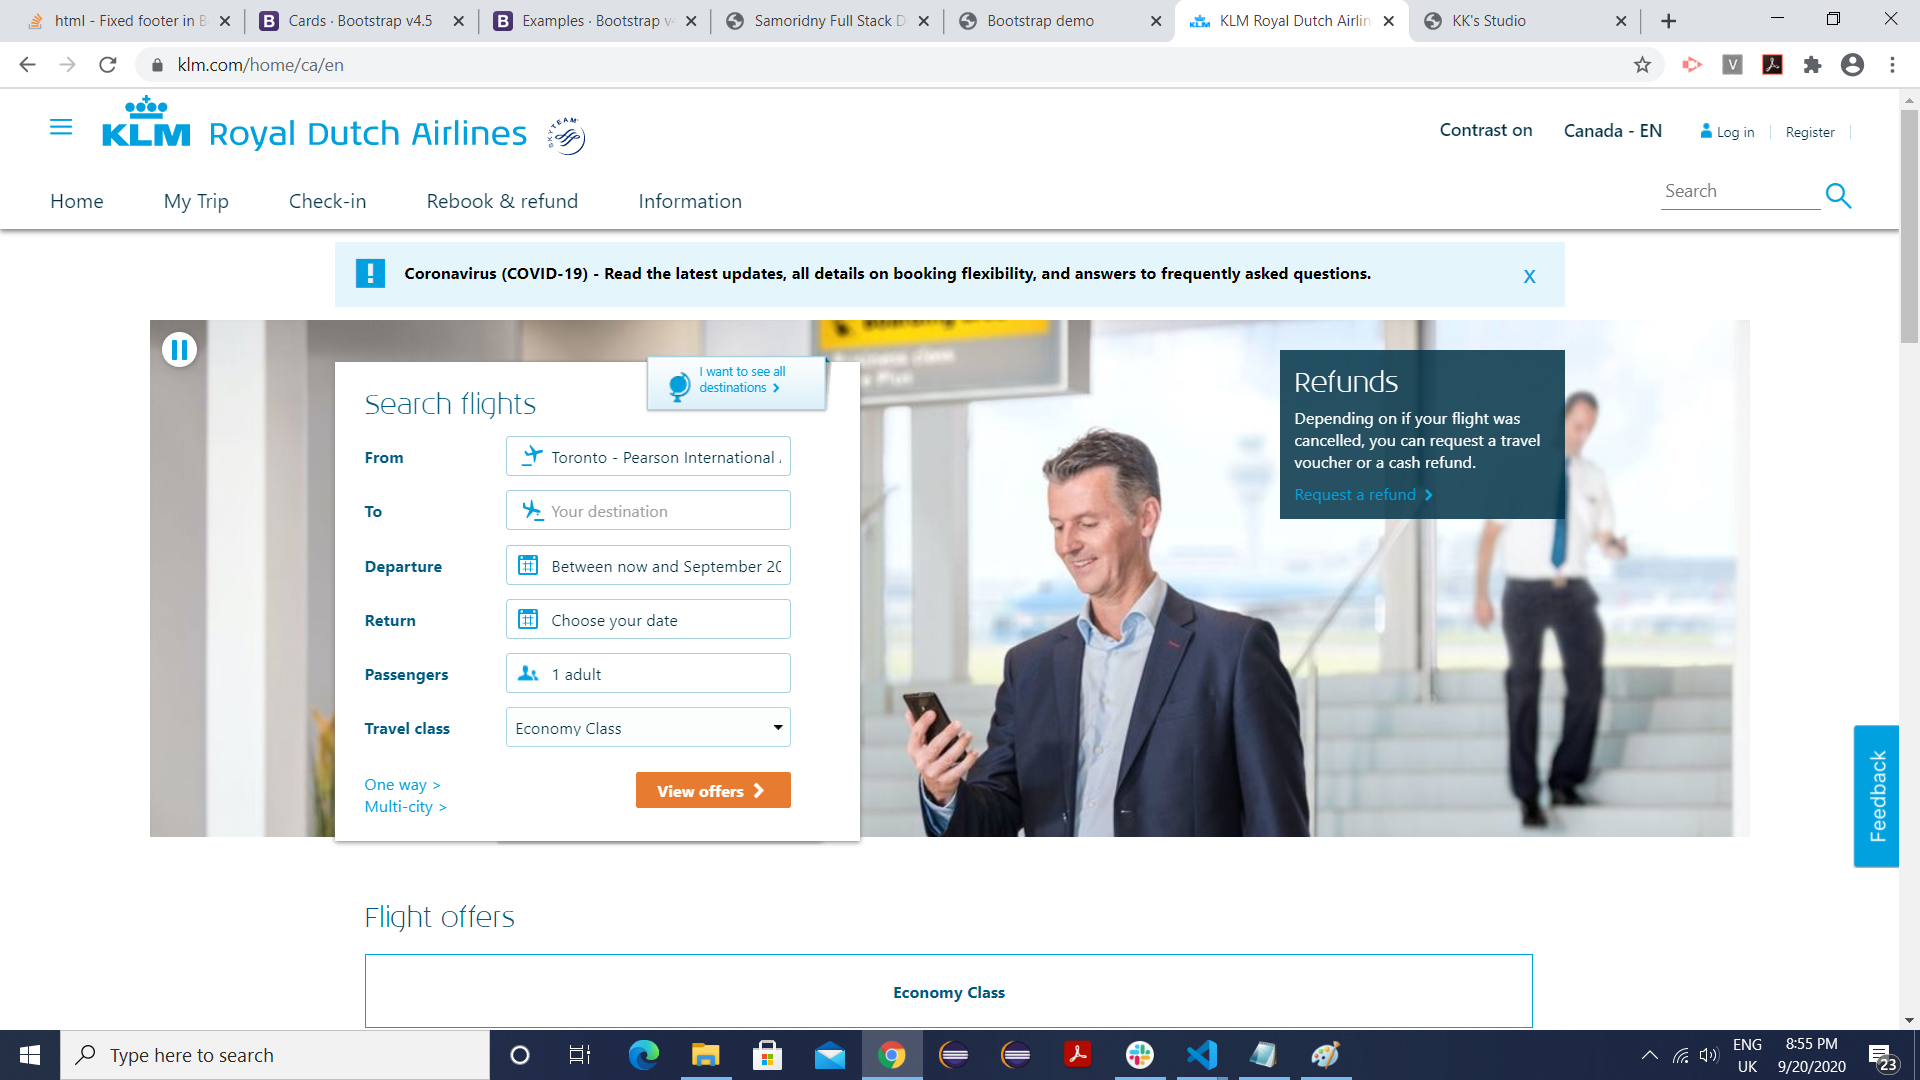 html - Fixed footer in B
Cards · Bootstrap v4.5
Examples · Bootstrap v4
Samoridny Full Stack D
Bootstrap demo
KLM Royal Dutch Airlin
KK's Studio
klm.com/home/ca/en
KLM Royal Dutch Airlines
SKYTEAM
Contrast on
Canada - EN
Log in
Register
Home
My Trip
Check-in
Rebook & refund
Information
Search
Coronavirus (COVID-19) - Read the latest updates, all details on booking flexibility, and answers to frequently asked questions.
x
Boarding
Business class
Search flights
I want to see all
destinations >
From
Toronto - Pearson International
To
Your destination
Departure
Between now and September 20
Return
Choose your date
Passengers
1 adult
Travel class
Economy Class
One way >
Multi-city >
View offers
Refunds
Depending on if your flight was
cancelled, you can request a travel
voucher or a cash refund.
Request a refund
Feedback
Flight offers
Economy Class
Type here to search
ENG
UK
8:55 PM
9/20/2020
23